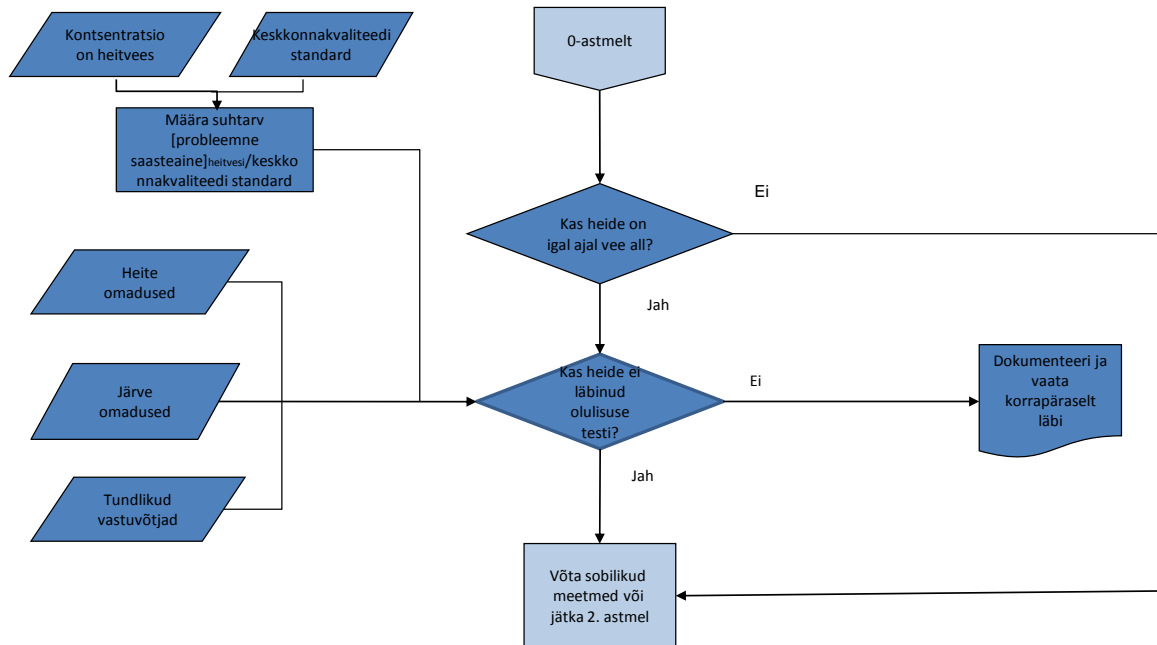 Kontsentratsio
on heitvees
Keskkonnakvaliteedi
standard
0-astmelt
Määra suhtarv
[probleemne
saasteaine]heitvesi/keskko
nnakvaliteedi standard
Ei
Kas heide on
igal ajal vee all?
Heite
omadused
Jah
Järve
omadused
Kas heide ei
läbinud
olulisuse
testi?
Ei
Dokumenteeri ja
vaata
korrapäraselt
läbi
Jah
Tundlikud
vastuvõtjad
Võta sobilikud
meetmed või
jätka 2. astmel